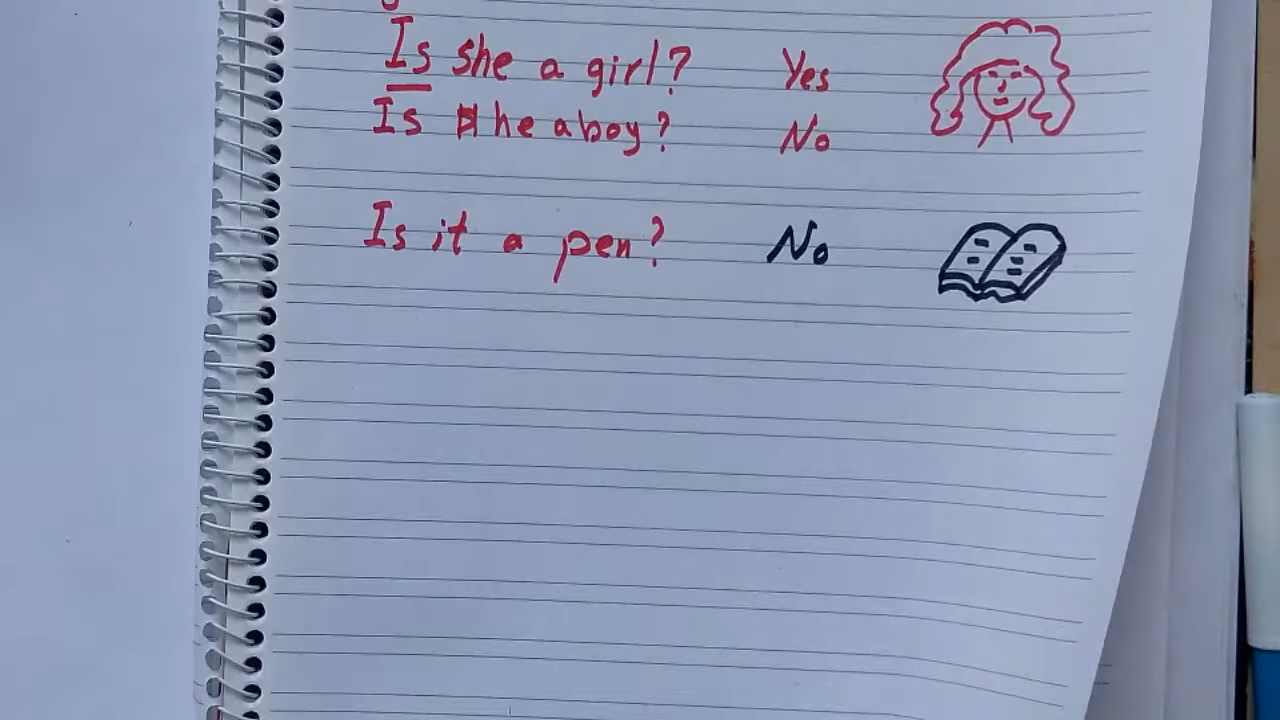 Is she a girl? Yes
Is he a boy? No
Is it a pen? No